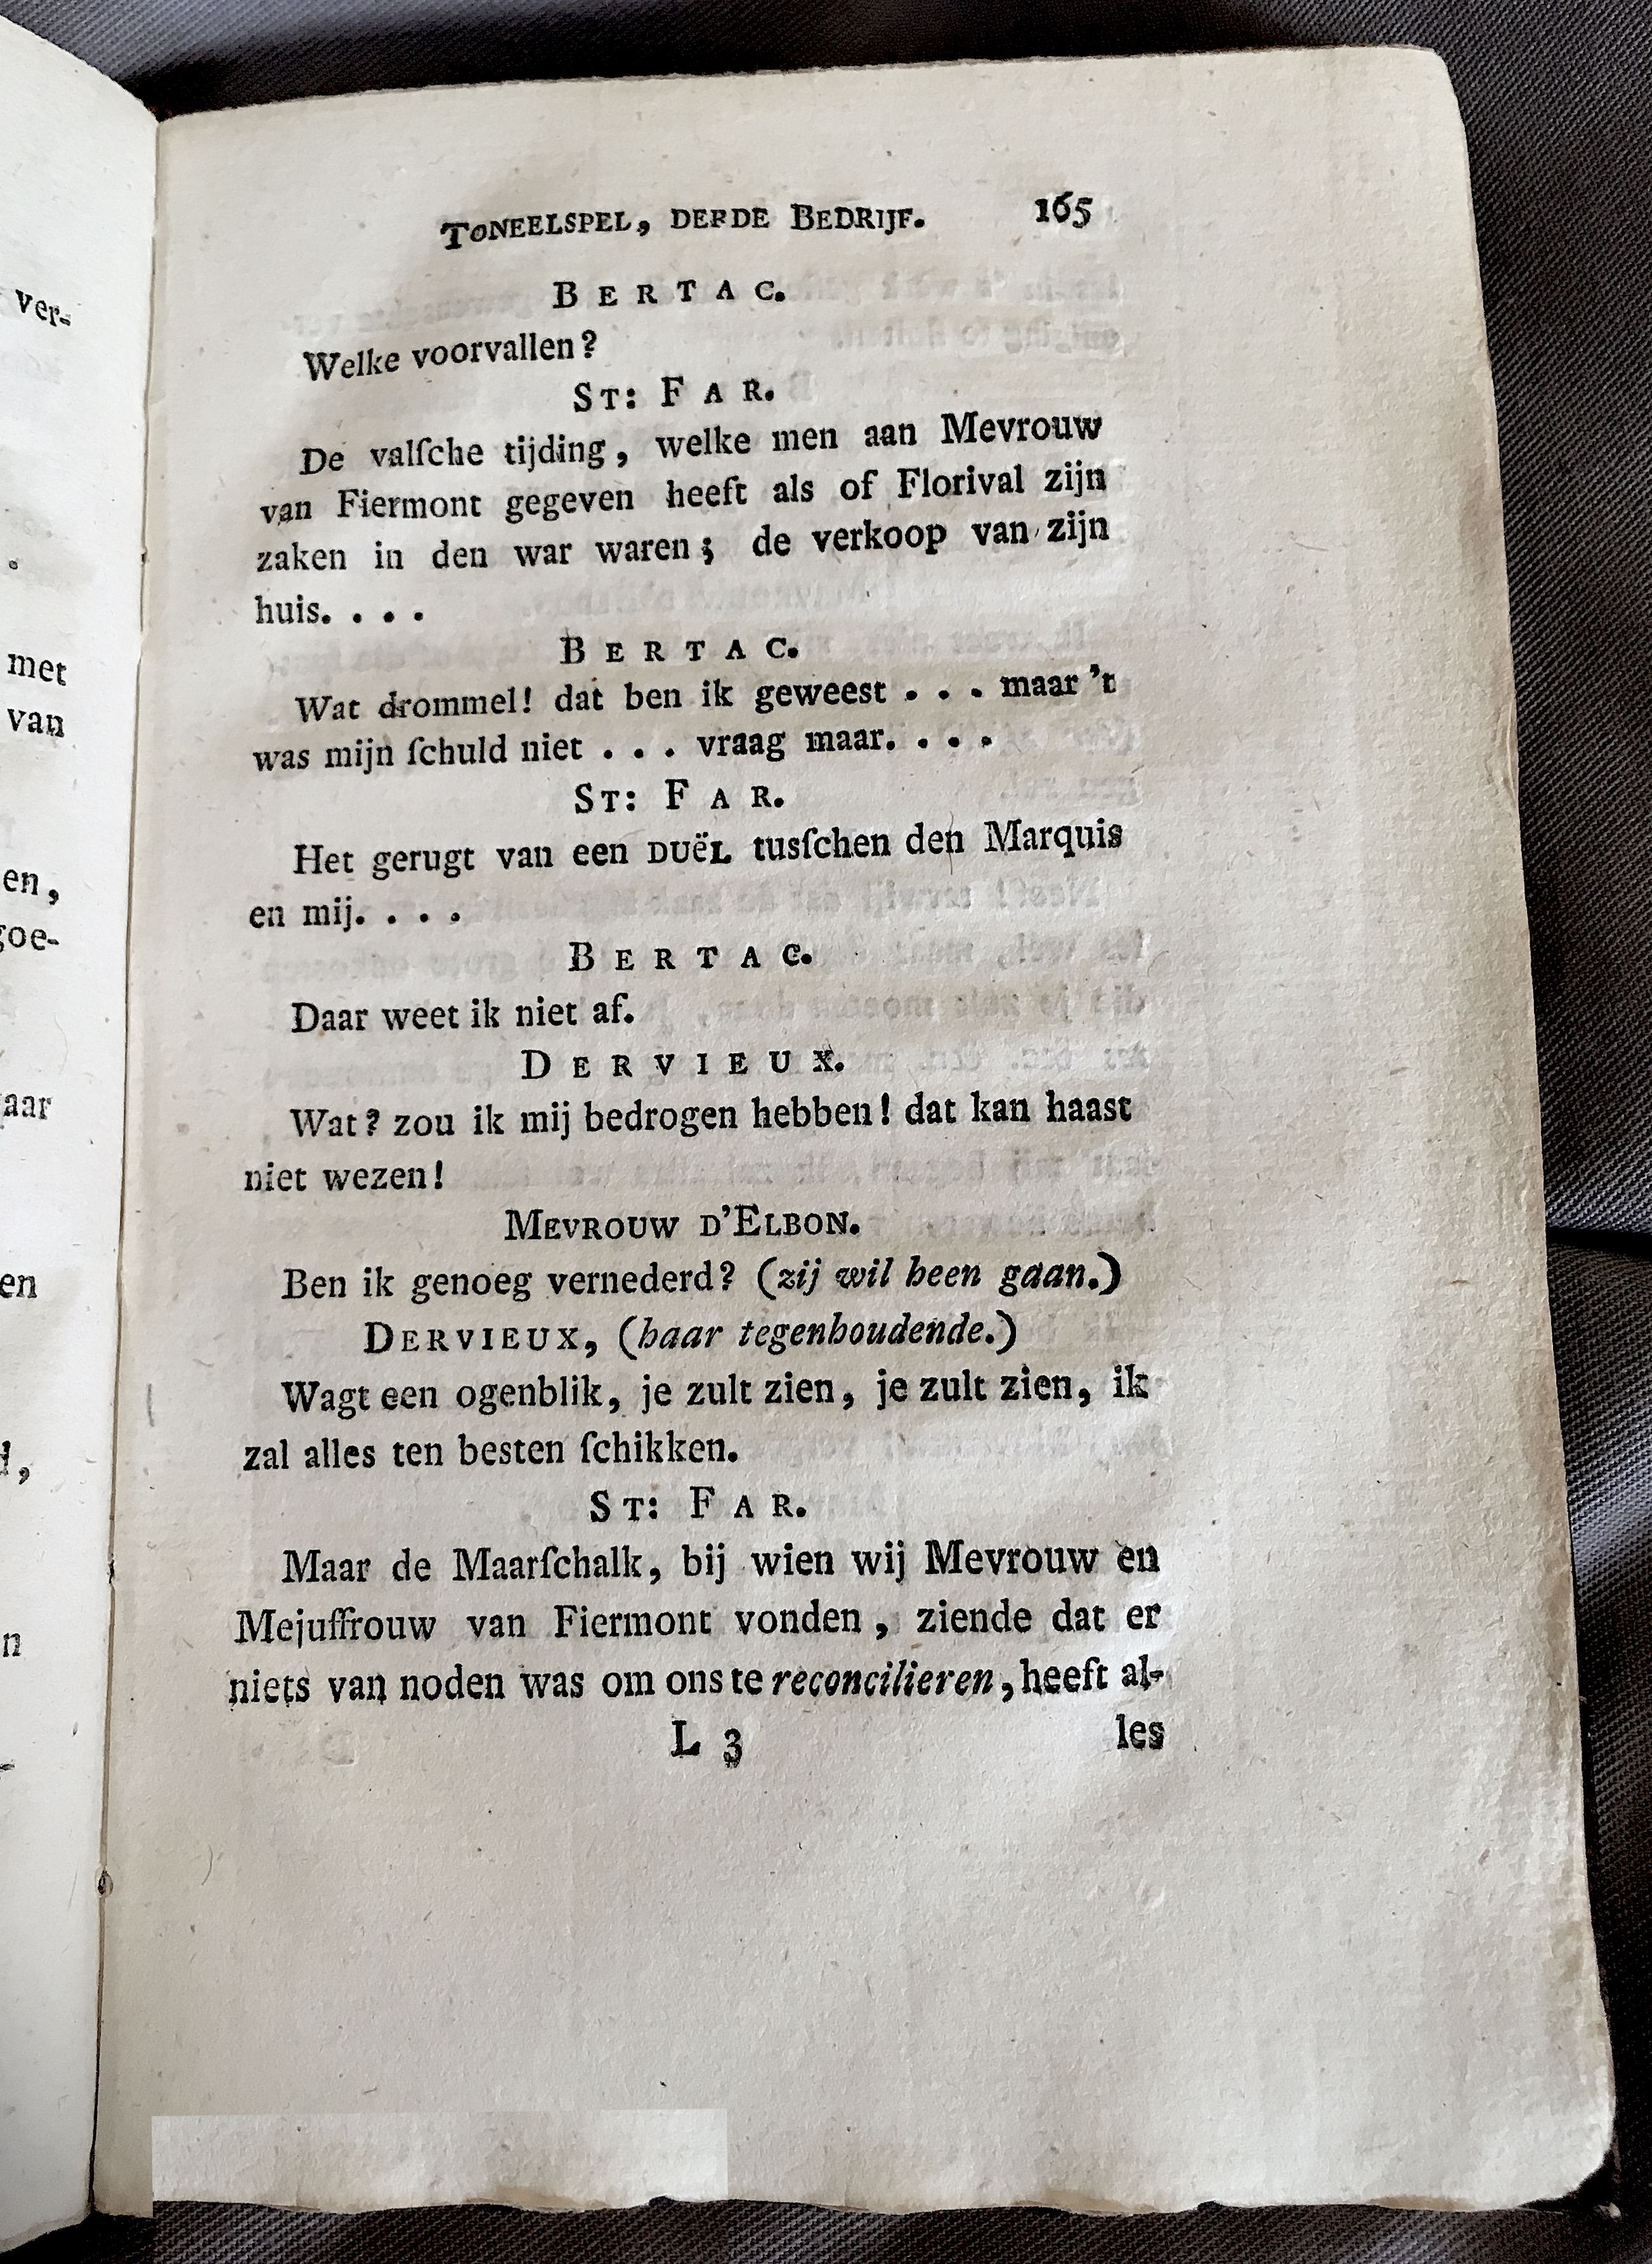 ver-
.
met
van
en,
goe-
aar
en
d,
n
-
TONEELSPEL, DERDE BEDRIJF. 165
BERTAC.
Welke voorvallen?
ST: FAR.
De valſche tijding, welke men aan Mevrouw
van Fiermont gegeven heeft als of Florival zijn
zaken in den war waren; de verkoop van zijn
huis. . . .
BERTAC.
Wat drommel! dat ben ik geweest . . . maar 't
was mijn ſchuld niet . . . vraag maar. . . .
ST: FAR.
Het gerugt van een DUëL tusſchen den Marquis
en mij. . . .
BERTAC.
Daar weet ik niet af.
DERVIEUX.
Wat? zou ik mij bedrogen hebben! dat kan haast
niet wezen!
MEVROUW D'ELBON.
Ben ik genoeg vernederd? (zij wil heen gaan.)
DERVIEUX, (haar tegenhoudende.)
Wagt een ogenblik, je zult zien, je zult zien, ik
zal alles ten besten ſchikken.
ST: FAR.
Maar de Maarſchalk, bij wien wij Mevrouw en
Mejuffrouw van Fiermont vonden, ziende dat er
niets van noden was om ons te reconcilieren, heeft al-
L 3 les